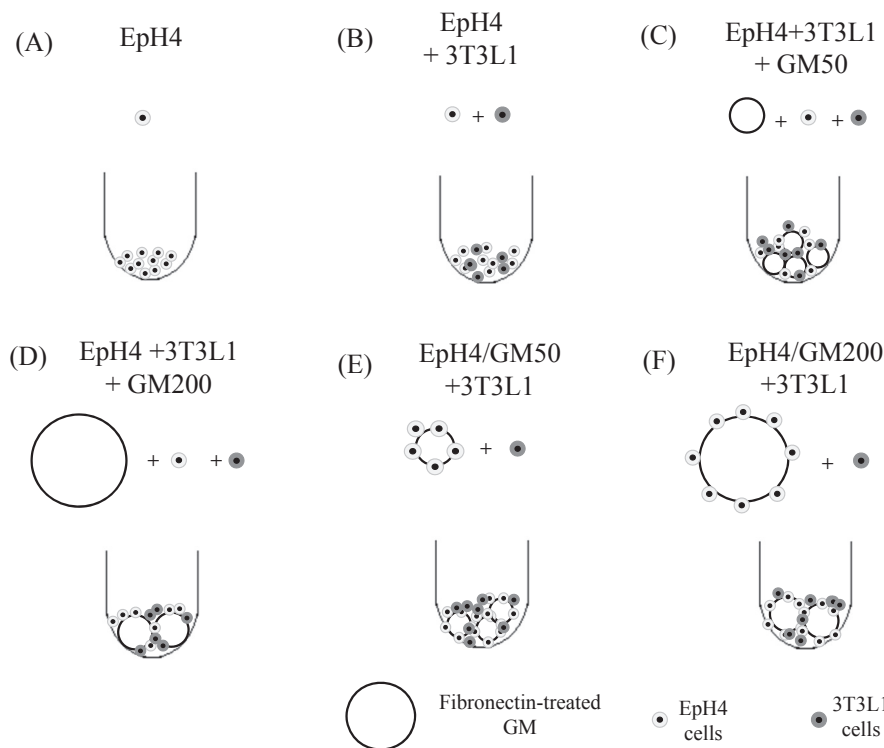 (A)
EpH4
(B)
EpH4
+ 3T3L1
(C)
EpH4+3T3L1
+ GM50
+
+ +
(D)
EpH4 +3T3L1
+ GM200
+ +
(E)
EpH4/GM50
+3T3L1
+
(F)
EpH4/GM200
+3T3L1
+
Fibronectin-treated
GM
EpH4
cells
3T3L1
cells